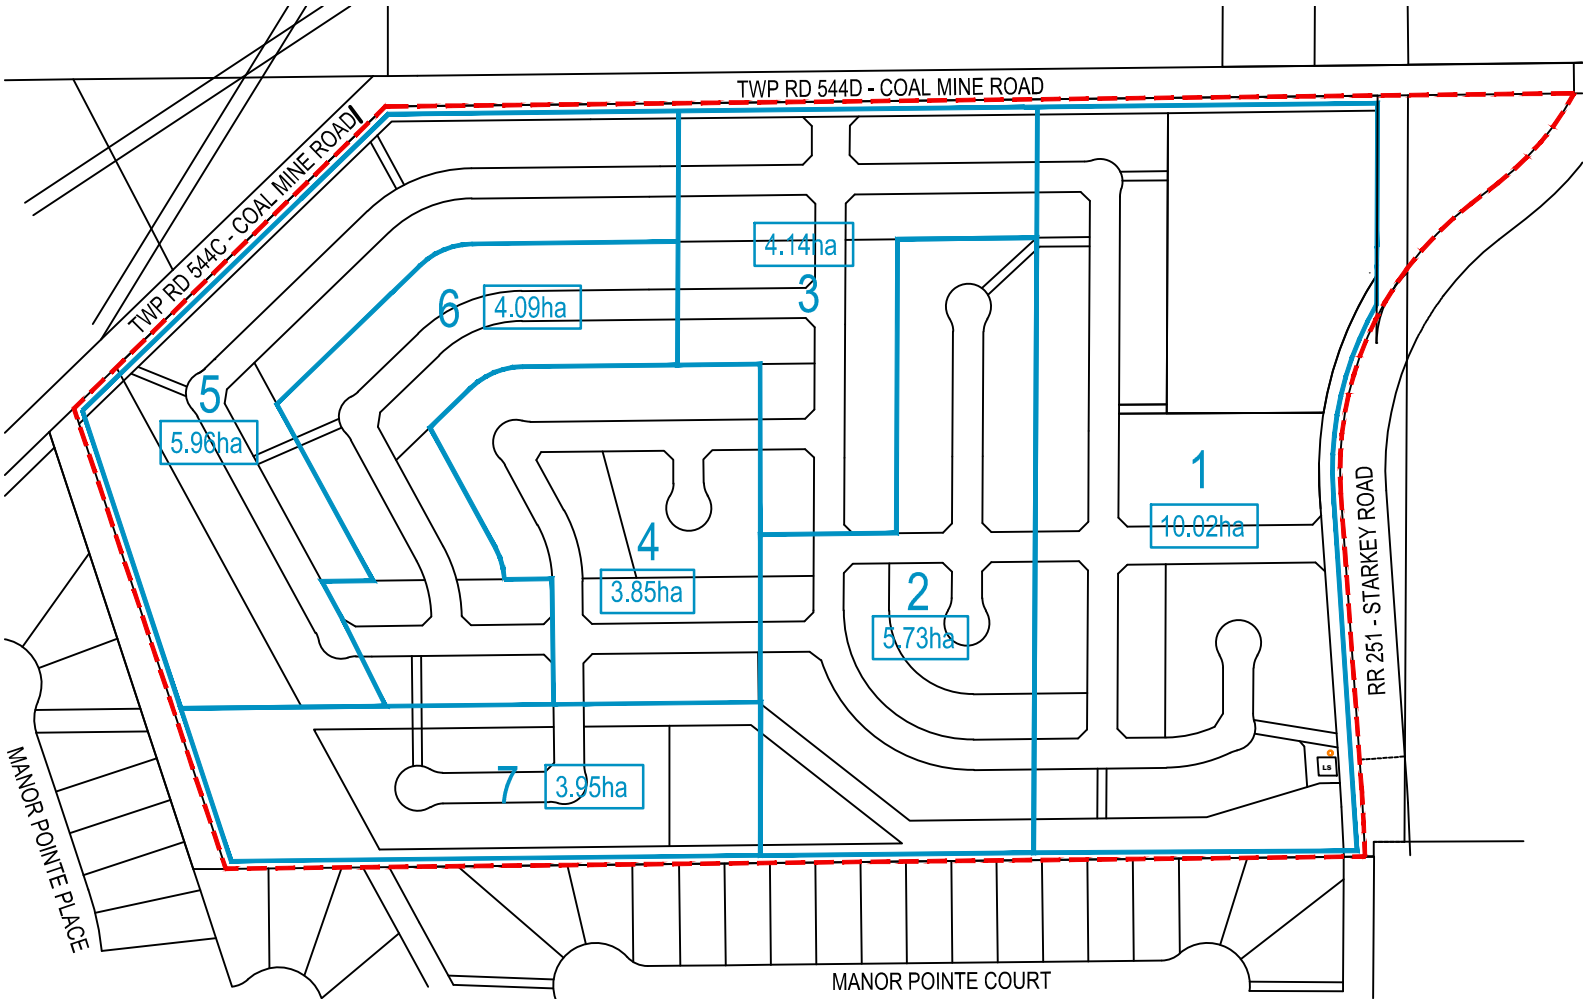 TWP RD 544D - COAL MINE ROAD
TWP RD 544C - COAL MINE ROAD
4.14ha
3
6
4.09ha
5
5.96ha
1
10.02ha
4
3.85ha
2
5.73ha
RR 251 - STARKEY ROAD
7
3.95ha
LS
MANOR POINTE PLACE
MANOR POINTE COURT